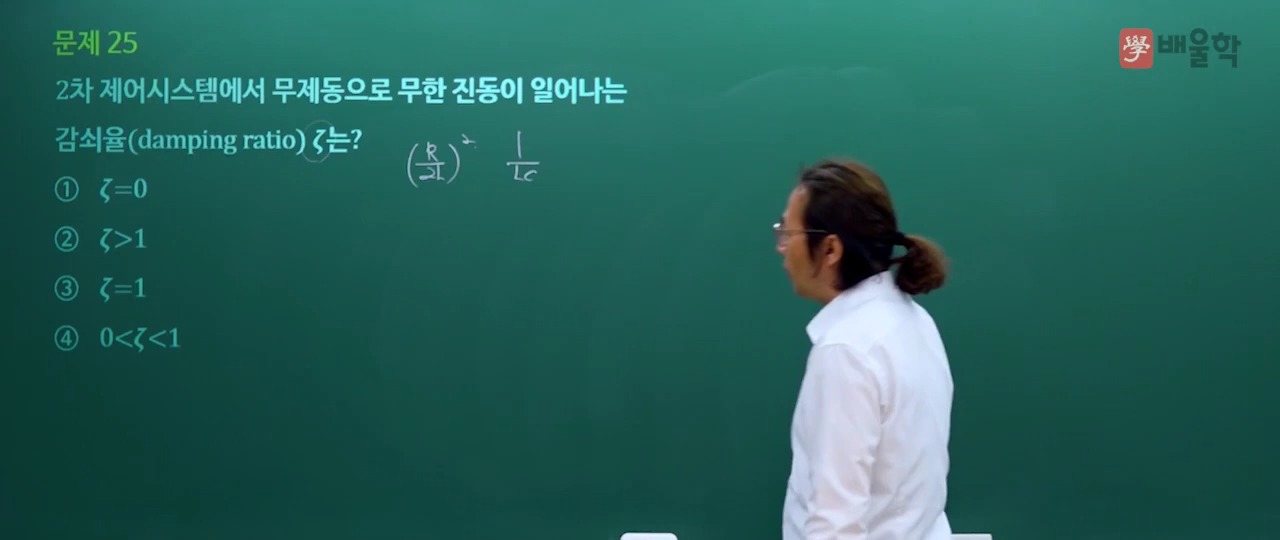 문제 25
學배울학
2차 제어시스템에서 무제동으로 무한 진동이 일어나는
감쇠율(damping ratio) ζ는?
(R/2L)² 1/LC
① ζ=0
② ζ>1
③ ζ=1
④ 0<ζ<1